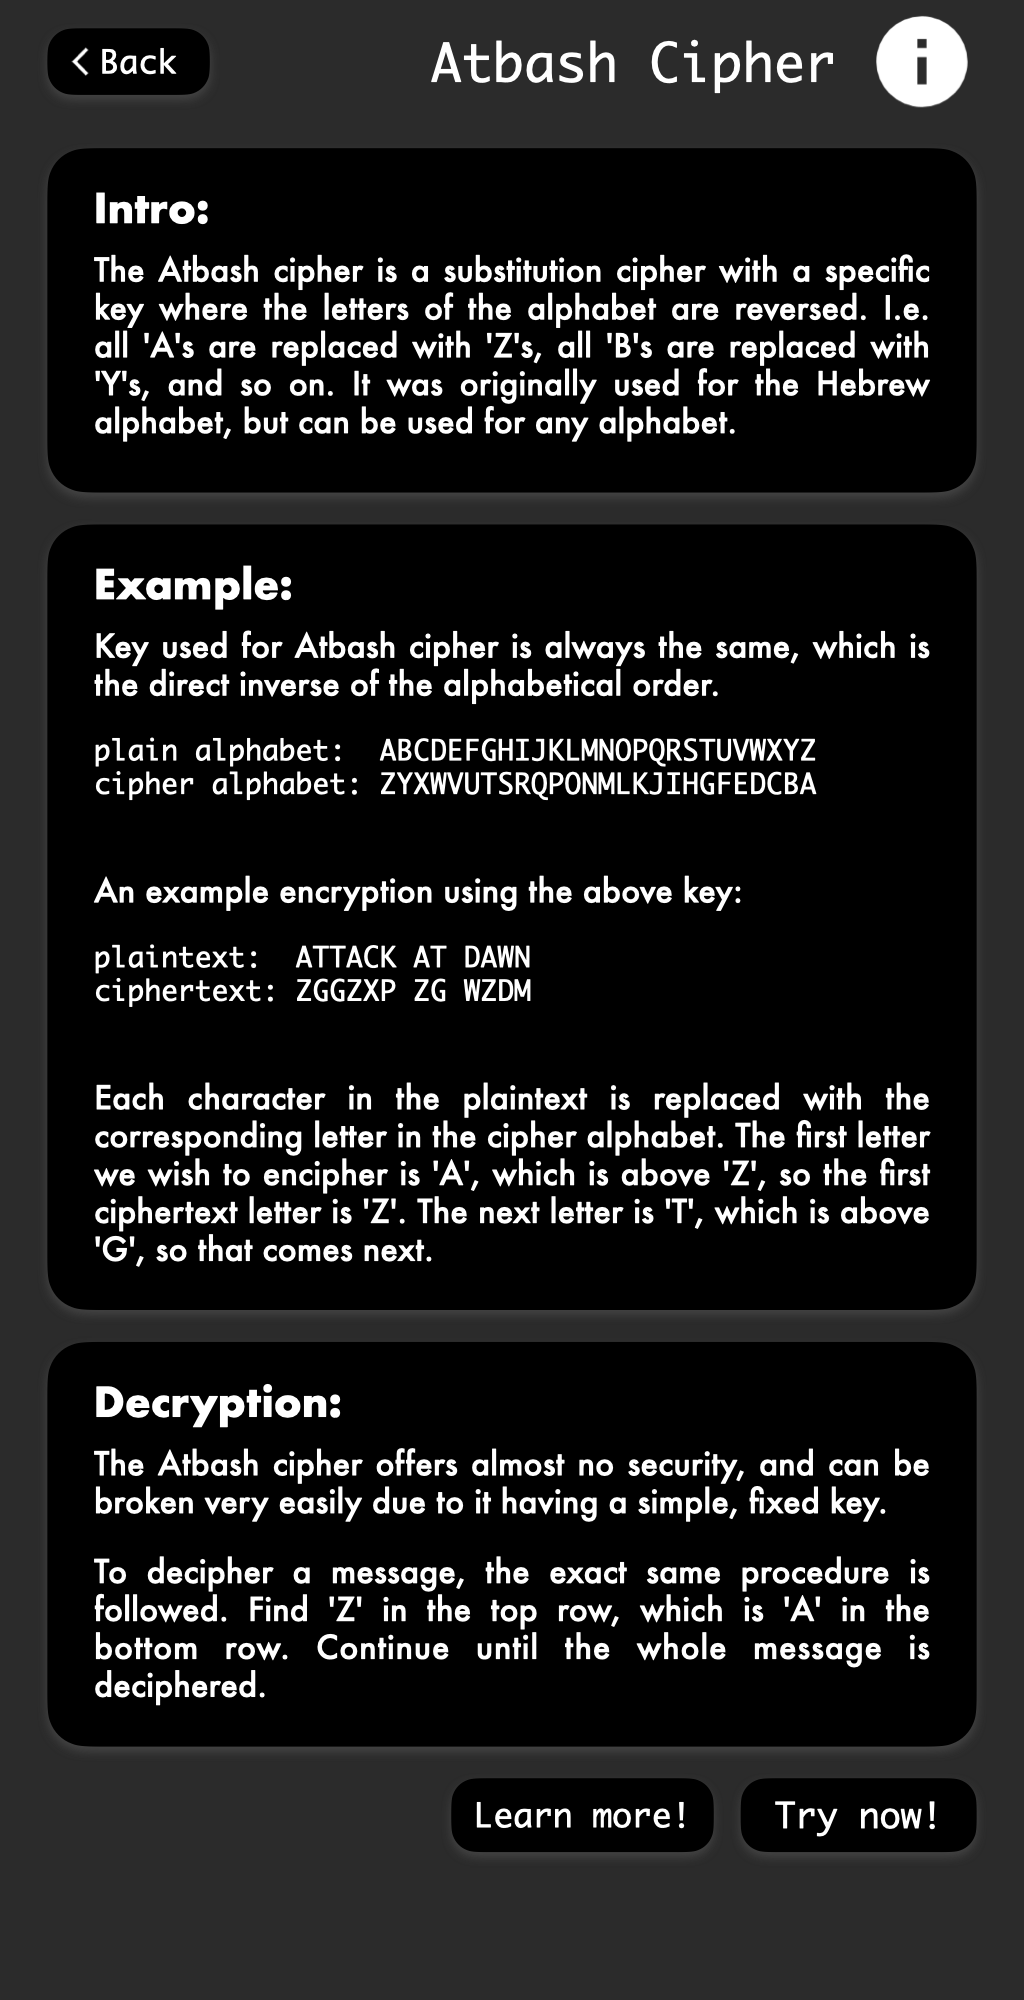 Back
Atbash Cipher
i
Intro:
The Atbash cipher is a substitution cipher with a specific
key where the letters of the alphabet are reversed. I.e.
all 'A's are replaced with 'Z's, all 'B's are replaced with
'Y's, and so on. It was originally used for the Hebrew
alphabet, but can be used for any alphabet.
Example:
Key used for Atbash cipher is always the same, which is
the direct inverse of the alphabetical order.
plain alphabet:  ABCDEFGHIJKLMNOPQRSTUVWXYZ
cipher alphabet: ZYXWVUTSRQPONMLKJIHGFEDCBA
An example encryption using the above key:
plaintext:  ATTACK AT DAWN
ciphertext: ZGGZXP ZG WZDM
Each character in the plaintext is replaced with the
corresponding letter in the cipher alphabet. The first letter
we wish to encipher is 'A', which is above 'Z', so the first
ciphertext letter is 'Z'. The next letter is 'T', which is above
'G', so that comes next.
Decryption:
The Atbash cipher offers almost no security, and can be
broken very easily due to it having a simple, fixed key.
To decipher a message, the exact same procedure is
followed. Find 'Z' in the top row, which is 'A' in the
bottom row. Continue until the whole message is
deciphered.
Learn more!
Try now!